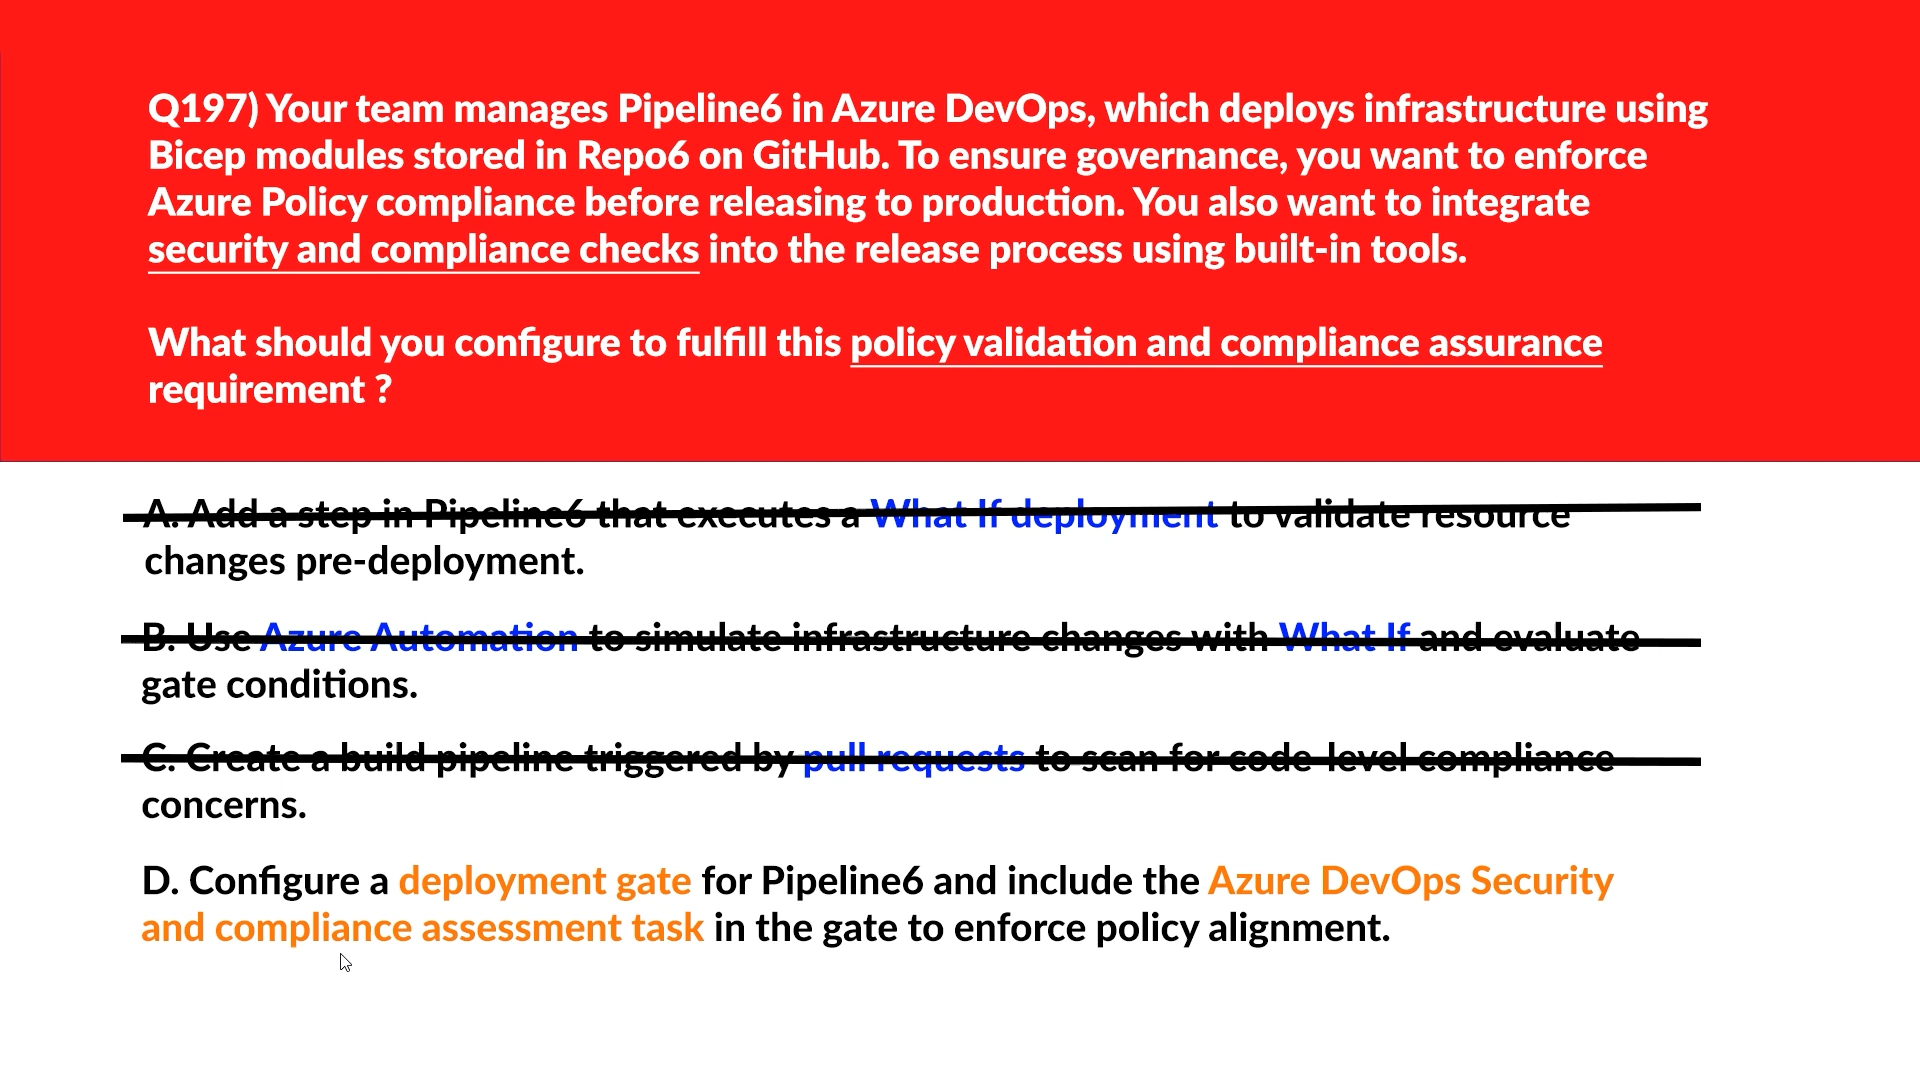 Q197) Your team manages Pipeline6 in Azure DevOps, which deploys infrastructure using
Bicep modules stored in Repo6 on GitHub. To ensure governance, you want to enforce
Azure Policy compliance before releasing to production. You also want to integrate
security and compliance checks into the release process using built-in tools.
What should you configure to fulfill this policy validation and compliance assurance
requirement ?
A. Add a step in Pipeline6 that executes a What If deployment to validate resource
changes pre-deployment.
B. Use Azure Automation to simulate infrastructure changes with What If and evaluate
gate conditions.
C. Create a build pipeline triggered by pull requests to scan for code-level compliance
concerns.
D. Configure a deployment gate for Pipeline6 and include the Azure DevOps Security
and compliance assessment task in the gate to enforce policy alignment.